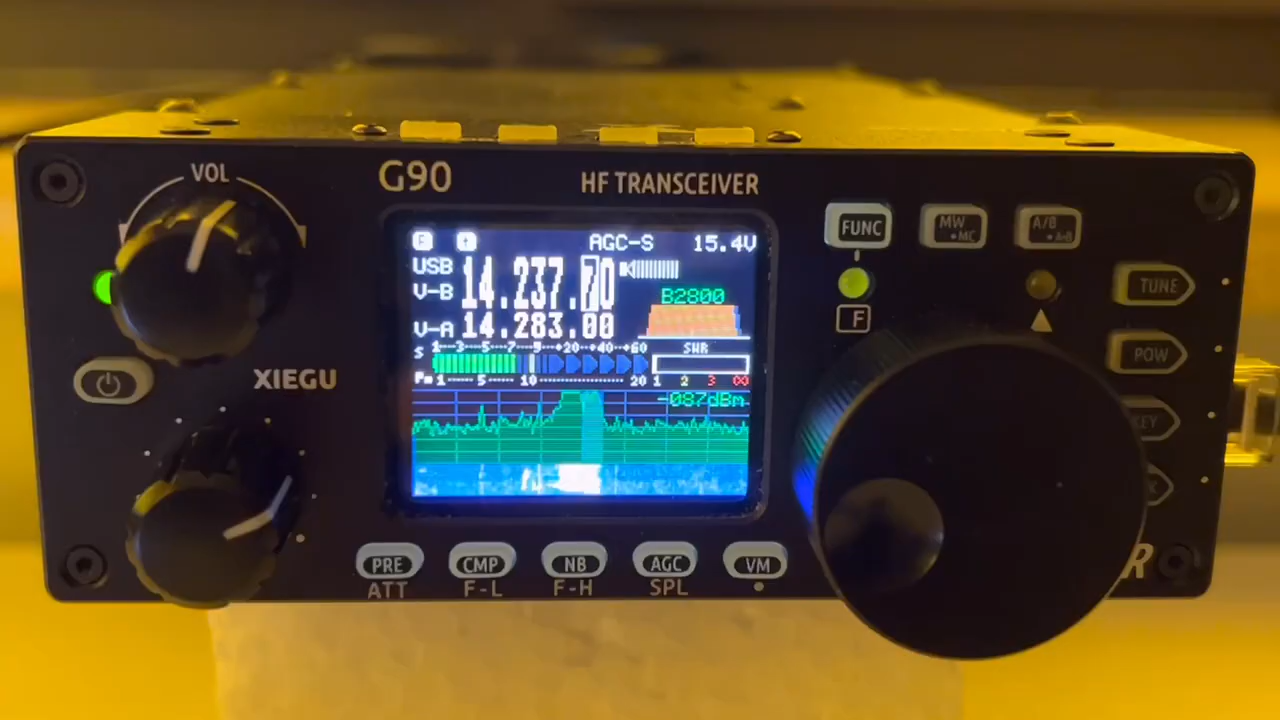 VOL
G90
HF TRANSCEIVER
AGC-S
15.4V
USB
14.237.70
V-B
B2800
V-A
14.283.00
S
1--3--5---7---9--+20--+40--+60
SWR
1-----5-----10---------------20
1 2 3 ∞
-087dBm
XIEGU
FUNC
MW
•MC
A/B
•A=B
F
TUNE
POW
KEY
PRE
CMP
NB
AGC
VM
ATT
F-L
F-H
SPL